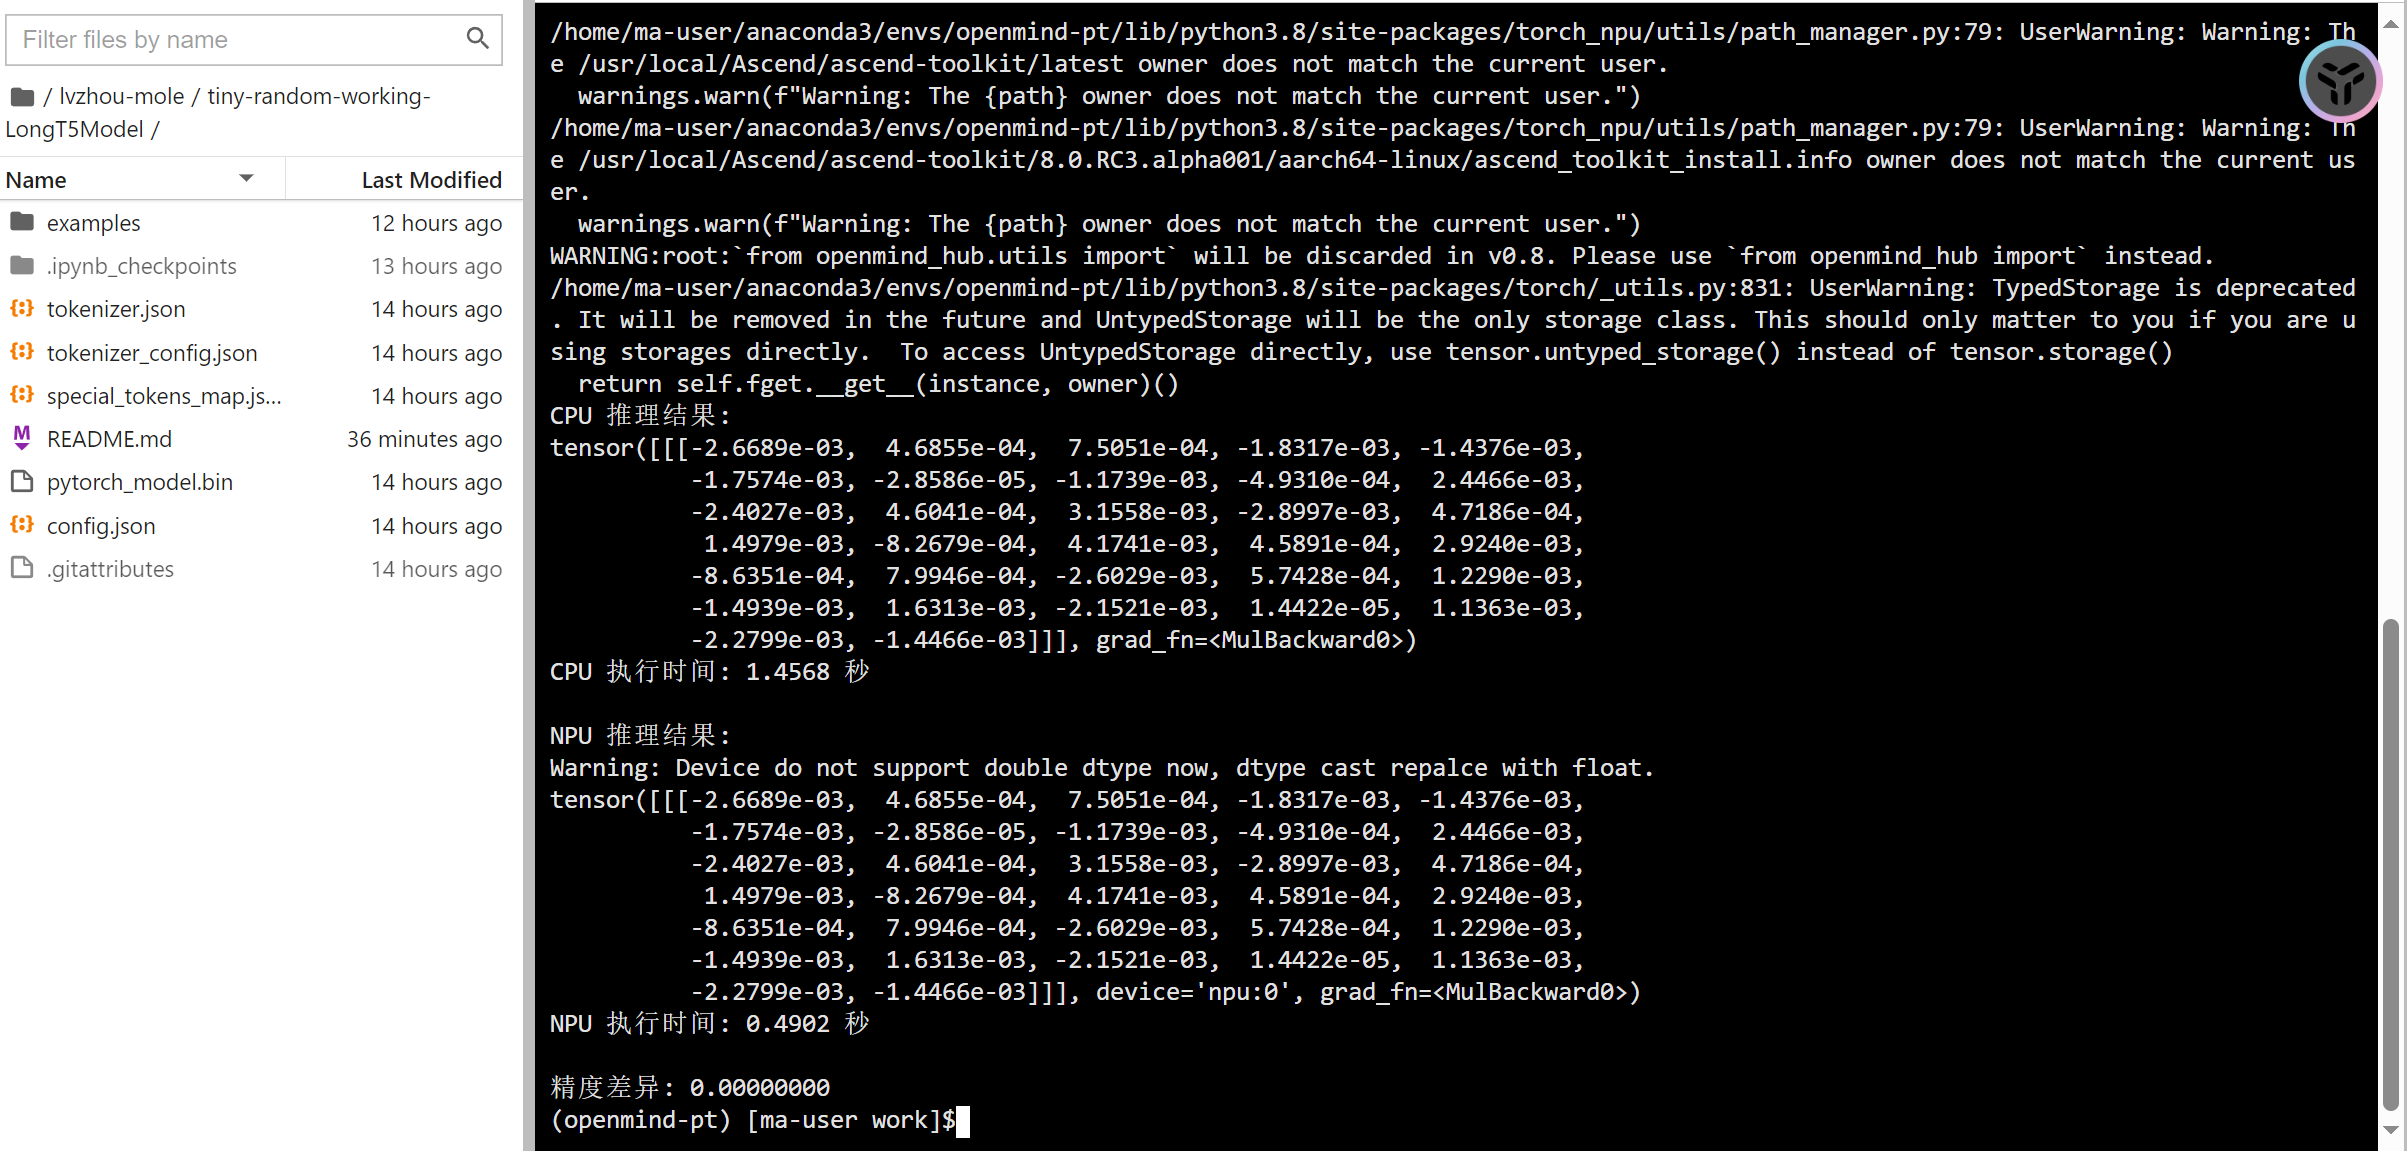 Filter files by name
/ lvzhou-mole / tiny-random-working-
LongT5Model /
Name Last Modified
examples 12 hours ago
.ipynb_checkpoints 13 hours ago
tokenizer.json 14 hours ago
tokenizer_config.json 14 hours ago
special_tokens_map.js... 14 hours ago
README.md 36 minutes ago
pytorch_model.bin 14 hours ago
config.json 14 hours ago
.gitattributes 14 hours ago
/home/ma-user/anaconda3/envs/openmind-pt/lib/python3.8/site-packages/torch_npu/utils/path_manager.py:79: UserWarning: Warning: Th
e /usr/local/Ascend/ascend-toolkit/latest owner does not match the current user.
  warnings.warn(f"Warning: The {path} owner does not match the current user.")
/home/ma-user/anaconda3/envs/openmind-pt/lib/python3.8/site-packages/torch_npu/utils/path_manager.py:79: UserWarning: Warning: Th
e /usr/local/Ascend/ascend-toolkit/8.0.RC3.alpha001/aarch64-linux/ascend_toolkit_install.info owner does not match the current us
er.
  warnings.warn(f"Warning: The {path} owner does not match the current user.")
WARNING:root:`from openmind_hub.utils import` will be discarded in v0.8. Please use `from openmind_hub import` instead.
/home/ma-user/anaconda3/envs/openmind-pt/lib/python3.8/site-packages/torch/_utils.py:831: UserWarning: TypedStorage is deprecated
. It will be removed in the future and UntypedStorage will be the only storage class. This should only matter to you if you are u
sing storages directly.  To access UntypedStorage directly, use tensor.untyped_storage() instead of tensor.storage()
  return self.fget.__get__(instance, owner)()
CPU 推理结果:
tensor([[[-2.6689e-03,  4.6855e-04,  7.5051e-04, -1.8317e-03, -1.4376e-03,
          -1.7574e-03, -2.8586e-05, -1.1739e-03, -4.9310e-04,  2.4466e-03,
          -2.4027e-03,  4.6041e-04,  3.1558e-03, -2.8997e-03,  4.7186e-04,
           1.4979e-03, -8.2679e-04,  4.1741e-03,  4.5891e-04,  2.9240e-03,
          -8.6351e-04,  7.9946e-04, -2.6029e-03,  5.7428e-04,  1.2290e-03,
          -1.4939e-03,  1.6313e-03, -2.1521e-03,  1.4422e-05,  1.1363e-03,
          -2.2799e-03, -1.4466e-03]]], grad_fn=<MulBackward0>)
CPU 执行时间: 1.4568 秒
NPU 推理结果:
Warning: Device do not support double dtype now, dtype cast repalce with float.
tensor([[[-2.6689e-03,  4.6855e-04,  7.5051e-04, -1.8317e-03, -1.4376e-03,
          -1.7574e-03, -2.8586e-05, -1.1739e-03, -4.9310e-04,  2.4466e-03,
          -2.4027e-03,  4.6041e-04,  3.1558e-03, -2.8997e-03,  4.7186e-04,
           1.4979e-03, -8.2679e-04,  4.1741e-03,  4.5891e-04,  2.9240e-03,
          -8.6351e-04,  7.9946e-04, -2.6029e-03,  5.7428e-04,  1.2290e-03,
          -1.4939e-03,  1.6313e-03, -2.1521e-03,  1.4422e-05,  1.1363e-03,
          -2.2799e-03, -1.4466e-03]]], device='npu:0', grad_fn=<MulBackward0>)
NPU 执行时间: 0.4902 秒
精度差异: 0.00000000
(openmind-pt) [ma-user work]$